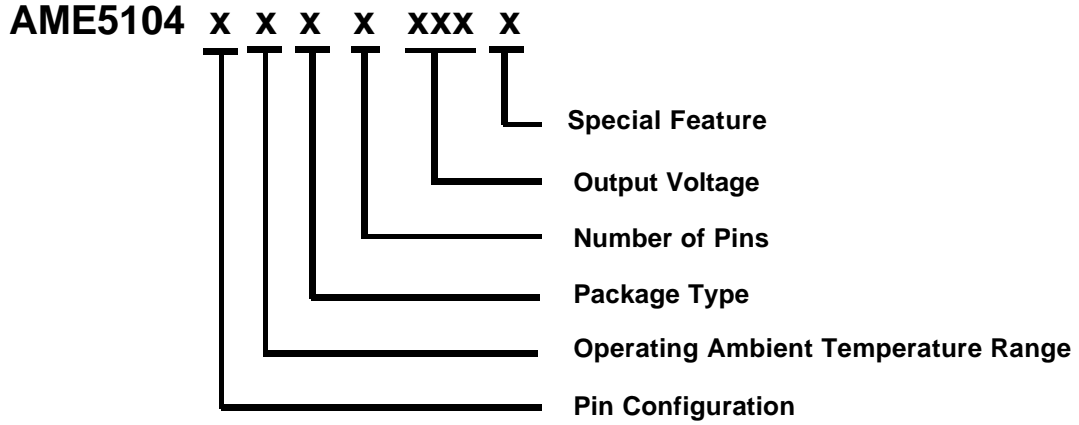 AME5104 x x x x xxx x
Special Feature
Output Voltage
Number of Pins
Package Type
Operating Ambient Temperature Range
Pin Configuration